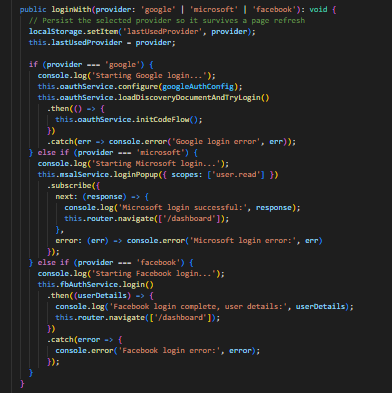 public loginWith(provider: 'google' | 'microsoft' | 'facebook'): void {
// Persist the selected provider so it survives a page refresh
localStorage.setItem('lastUsedProvider', provider);
this.lastUsedProvider = provider;
if (provider === 'google') {
console.log('Starting Google login...');
this.oauthService.configure(googleAuthConfig);
this.oauthService.loadDiscoveryDocumentAndTryLogin()
.then(() => {
this.oauthService.initCodeFlow();
})
.catch(err => console.error('Google login error', err));
} else if (provider === 'microsoft') {
console.log('Starting Microsoft login...');
this.msalService.loginPopup({ scopes: ['user.read'] })
.subscribe({
next: (response) => {
console.log('Microsoft login successful:', response);
this.router.navigate(['/dashboard']);
},
error: (err) => console.error('Microsoft login error:', err)
});
} else if (provider === 'facebook') {
console.log('Starting Facebook login...');
this.fbAuthService.login()
.then((userDetails) => {
console.log('Facebook login complete, user details:', userDetails);
this.router.navigate(['/dashboard']);
})
.catch(error => {
console.error('Facebook login error:', error);
});
}
}